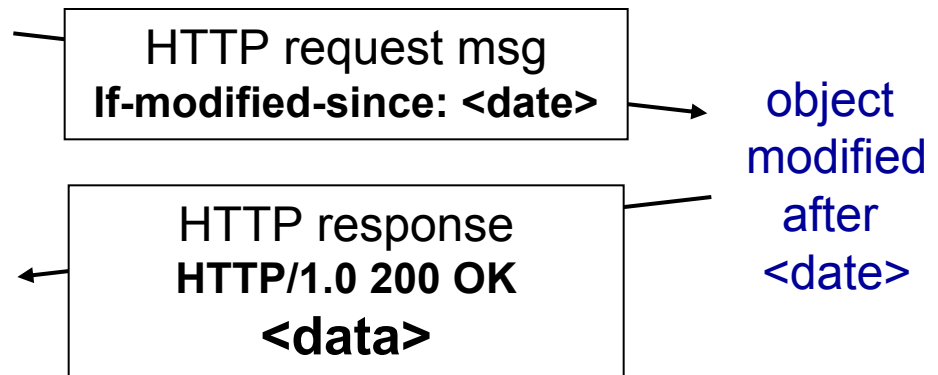 HTTP request msg
If-modified-since: <date>
object
modified
after
<date>
HTTP response
HTTP/1.0 200 OK
<data>